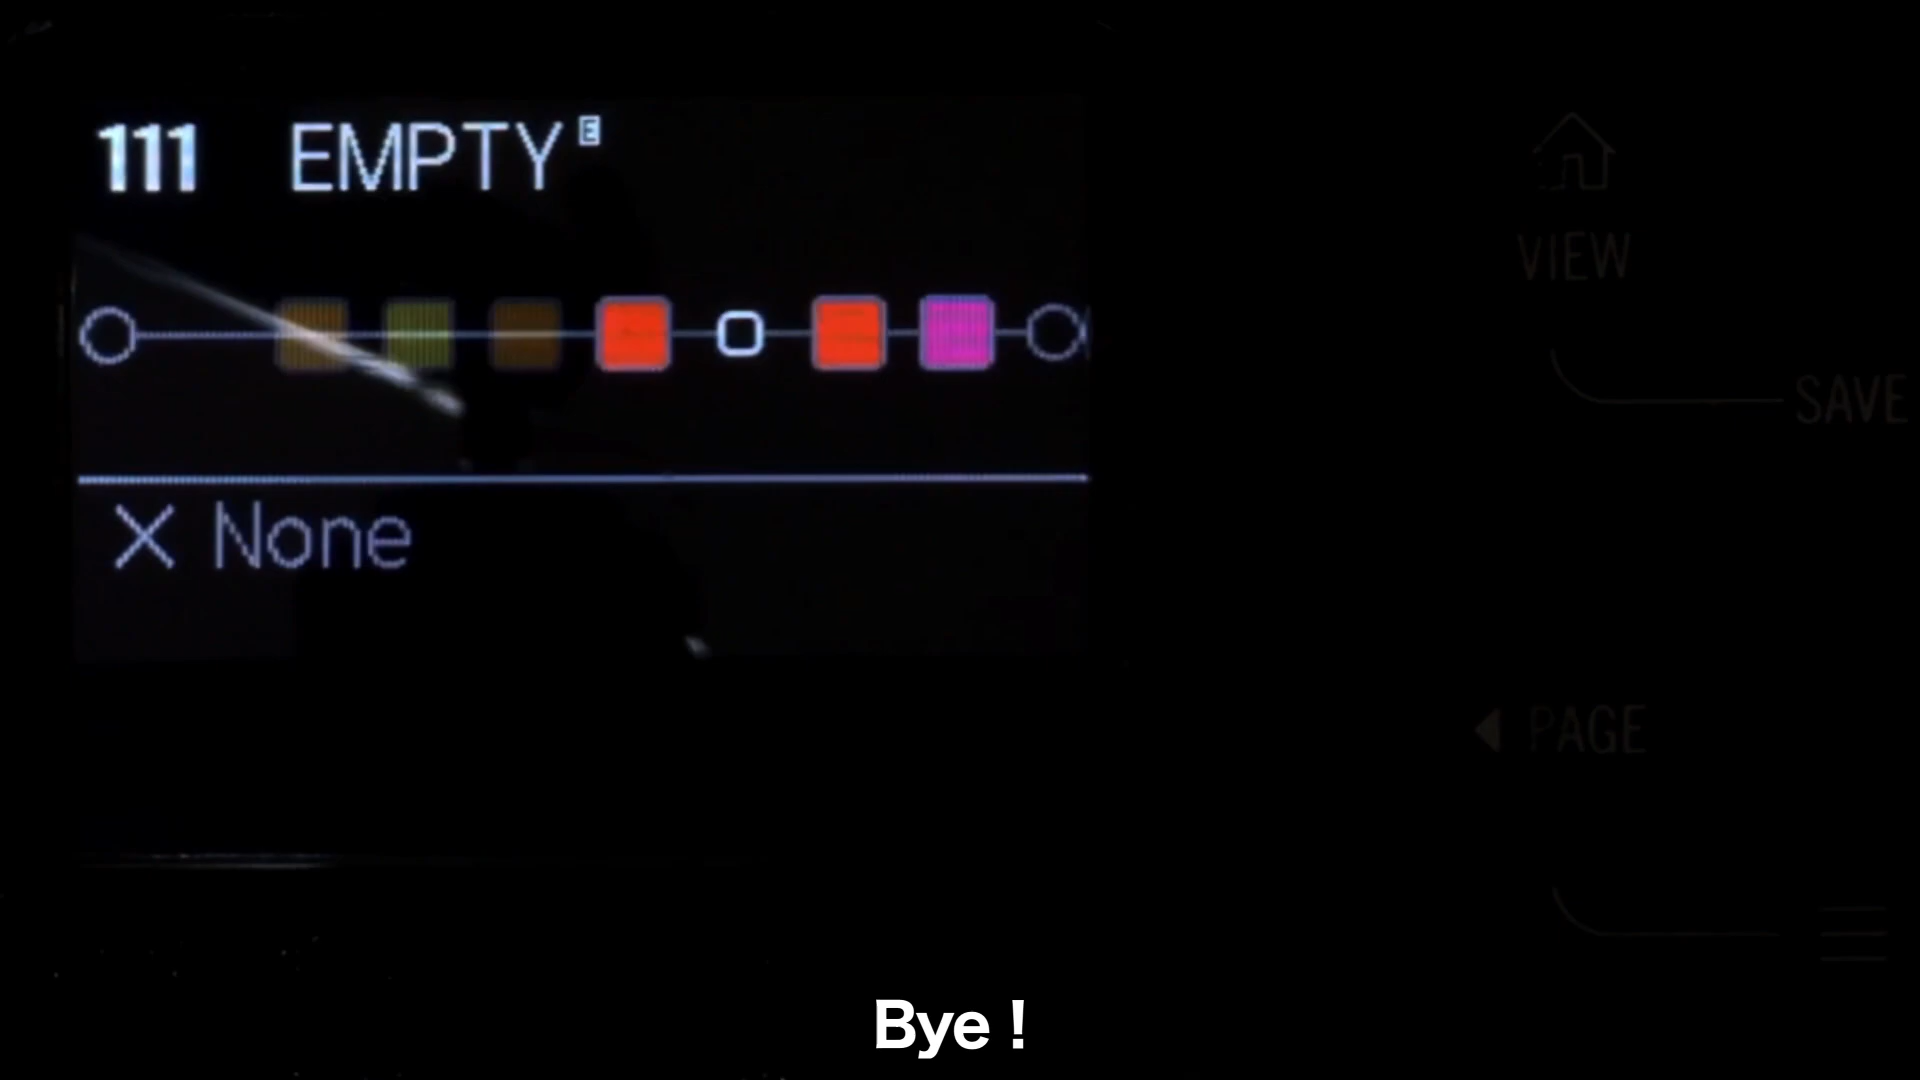 111 EMPTY E
× None
VIEW
SAVE
◀ PAGE
Bye !